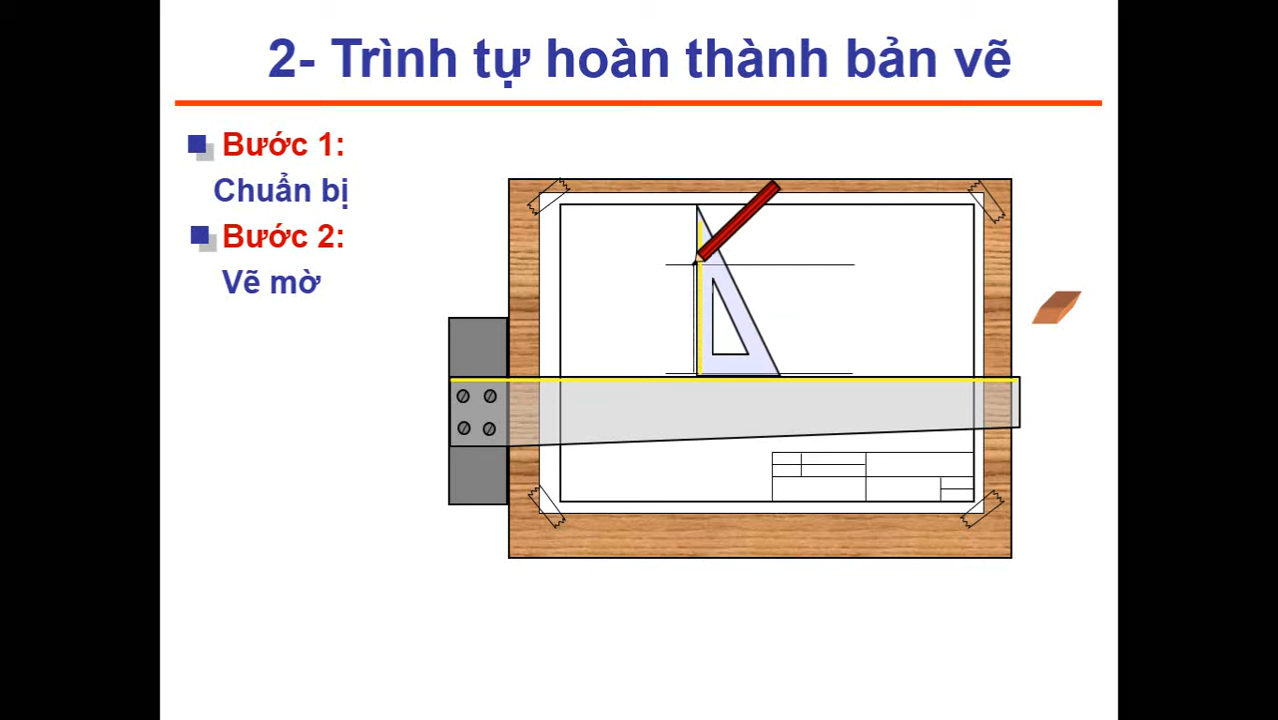 2- Trình tự hoàn thành bản vẽ
Bước 1:
Chuẩn bị
Bước 2:
Vẽ mờ